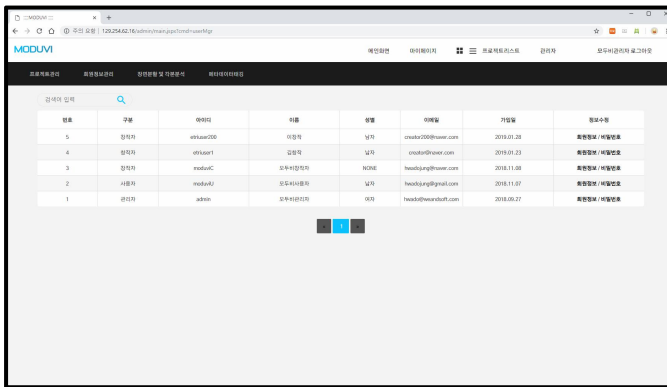 :::MODUVI :::
주의 요함 | 129.254.62.16/admin/main.jsps?cmd=userMgt
MODUVI
메인화면 마이페이지 프로젝트리스트 관리자 모두비관리자 로그아웃
프로젝트관리 회원정보관리 장면분할 및 각본분석 메타데이터태깅
검색어 입력
번호 구분 아이디 이름 성별 이메일 가입일 정보수정
5 창작자 etriuser200 이창작 남자 creator200@naver.com 2019.01.28 회원정보 / 비밀번호
4 창작자 etriuser1 김창작 남자 creator@naver.com 2019.01.23 회원정보 / 비밀번호
3 창작자 moduviC 모두비창작자 NONE hwadojung@naver.com 2018.11.08 회원정보 / 비밀번호
2 사용자 moduviU 모두비사용자 남자 hwadojung@gmail.com 2018.11.07 회원정보 / 비밀번호
1 관리자 admin 모두비관리자 여자 hwado@weandsoft.com 2018.09.27 회원정보 / 비밀번호
1